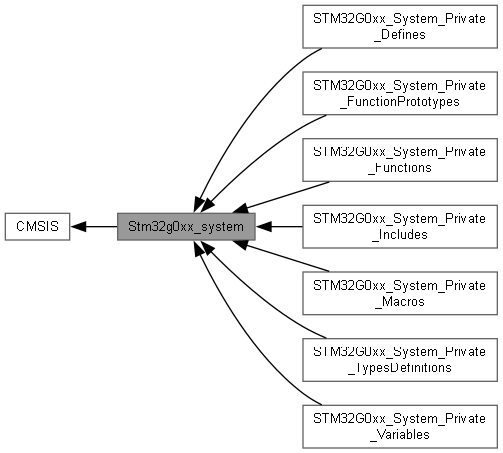 STM32G0xx_System_Private
_Defines
STM32G0xx_System_Private
_FunctionPrototypes
STM32G0xx_System_Private
_Functions
CMSIS
Stm32g0xx_system
STM32G0xx_System_Private
_Includes
STM32G0xx_System_Private
_Macros
STM32G0xx_System_Private
_TypesDefinitions
STM32G0xx_System_Private
_Variables